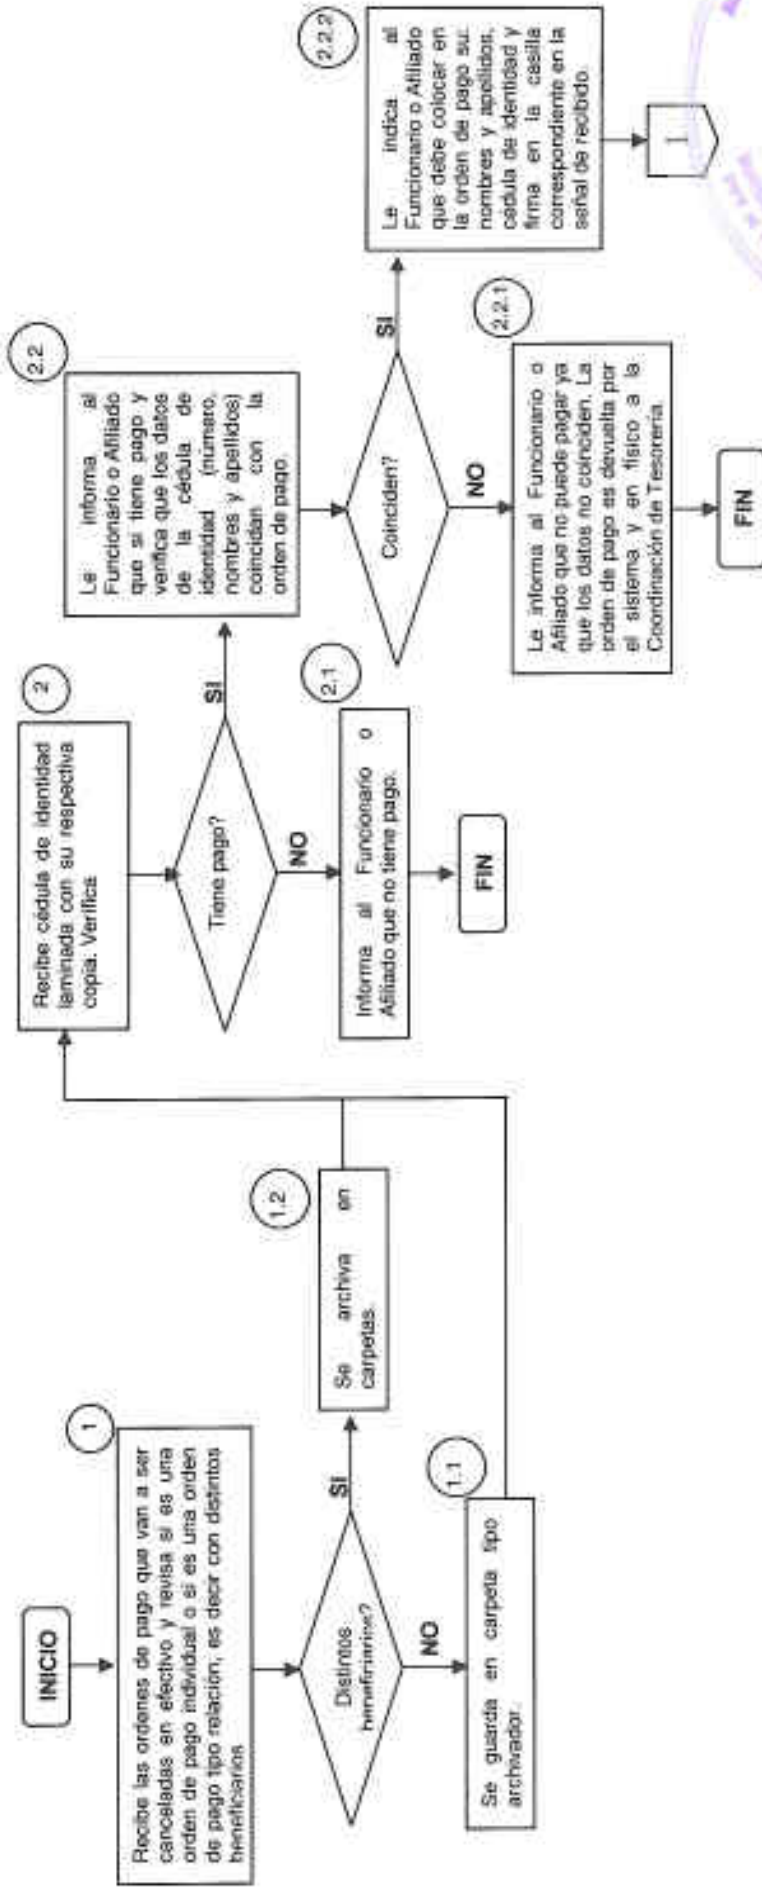 INICIO
1
Recibe las ordenes de pago que van a ser
canceladas en efectivo y revisa si es una
orden de pago individual o si es una orden
de pago tipo relación, es decir con distintos
beneficiarios
Distintos
beneficiarios?
SI
NO
1.1
Se guarda en carpeta tipo
archivador.
1.2
Se archiva en
carpetas.
2
Recibe cédula de identidad
laminada con su respectiva
copia. Verifica
Tiene pago?
SI
NO
2.1
Informa al Funcionario o
Afiliado que no tiene pago.
FIN
2.2
Le informa al
Funcionario o Afiliado
que si tiene pago y
verifica que los datos
de la cédula de
identidad (número,
nombres y apellidos)
coincidan con la
orden de pago.
Coinciden?
SI
NO
2.2.1
Le informa al Funcionario o
Afiliado que no puede pagar ya
que los datos no coinciden. La
orden de pago es devuelta por
el sistema y en físico a la
Coordinación de Tesorería.
FIN
2.2.2
Le indica al
Funcionario o Afiliado
que debe colocar en
la orden de pago su:
nombres y apellidos,
cédula de identidad y
firma en la casilla
correspondiente en la
señal de recibido.
I